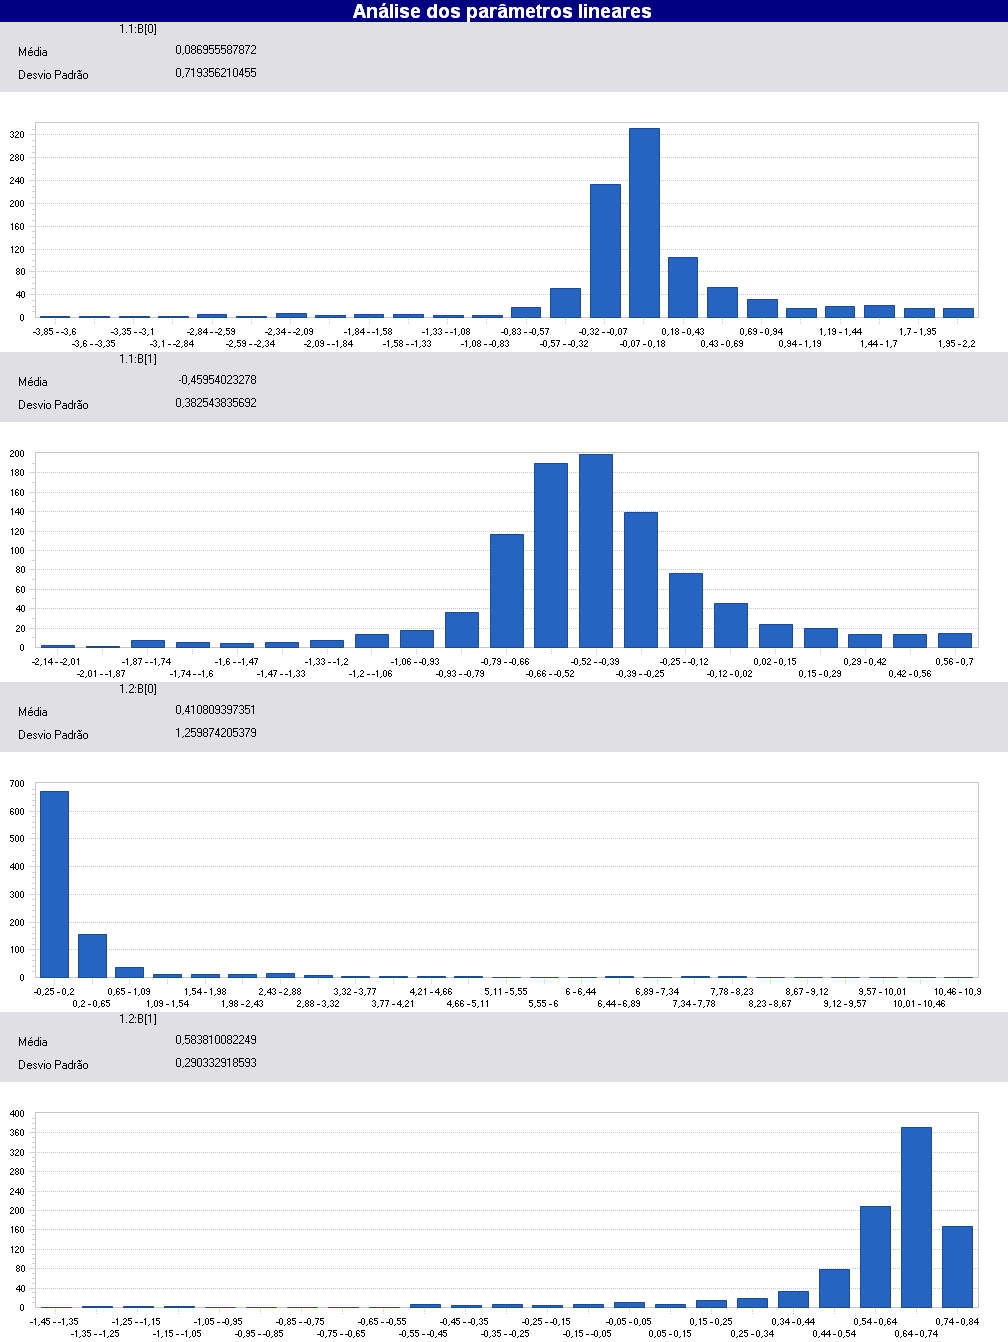 Análise dos parâmetros lineares
1.1:B[0]
Média 0,086955587872
Desvio Padrão 0,719356210455
320
280
240
200
160
120
80
40
0
-3,85 - -3,6 -3,35 - -3,1 -2,84 - -2,59 -2,34 - -2,09 -1,84 - -1,58 -1,33 - -1,08 -0,83 - -0,57 -0,32 - -0,07 0,18 - 0,43 0,69 - 0,94 1,19 - 1,44 1,7 - 1,95
-3,6 - -3,35 -3,1 - -2,84 -2,59 - -2,34 -2,09 - -1,84 -1,58 - -1,33 -1,08 - -0,83 -0,57 - -0,32 -0,07 - 0,18 0,43 - 0,69 0,94 - 1,19 1,44 - 1,7 1,95 - 2,2
1.1:B[1]
Média -0,45954023278
Desvio Padrão 0,382543835692
200
180
160
140
120
100
80
60
40
20
0
-2,14 - -2,01 -1,87 - -1,74 -1,6 - -1,47 -1,33 - -1,2 -1,06 - -0,93 -0,79 - -0,66 -0,52 - -0,39 -0,25 - -0,12 0,02 - 0,15 0,29 - 0,42 0,56 - 0,7
-2,01 - -1,87 -1,74 - -1,6 -1,47 - -1,33 -1,2 - -1,06 -0,93 - -0,79 -0,66 - -0,52 -0,39 - -0,25 -0,12 - 0,02 0,15 - 0,29 0,42 - 0,56
1.2:B[0]
Média 0,410809397351
Desvio Padrão 1,259874205379
700
600
500
400
300
200
100
0
-0,25 - 0,2 0,65 - 1,09 1,54 - 1,98 2,43 - 2,88 3,32 - 3,77 4,21 - 4,66 5,11 - 5,55 6 - 6,44 6,89 - 7,34 7,78 - 8,23 8,67 - 9,12 9,57 - 10,01 10,46 - 10,9
0,2 - 0,65 1,09 - 1,54 1,98 - 2,43 2,88 - 3,32 3,77 - 4,21 4,66 - 5,11 5,55 - 6 6,44 - 6,89 7,34 - 7,78 8,23 - 8,67 9,12 - 9,57 10,01 - 10,46
1.2:B[1]
Média 0,583810082249
Desvio Padrão 0,290332918593
400
360
320
280
240
200
160
120
80
40
0
-1,45 - -1,35 -1,25 - -1,15 -1,05 - -0,95 -0,85 - -0,75 -0,65 - -0,55 -0,45 - -0,35 -0,25 - -0,15 -0,05 - 0,05 0,15 - 0,25 0,34 - 0,44 0,54 - 0,64 0,74 - 0,84
-1,35 - -1,25 -1,15 - -1,05 -0,95 - -0,85 -0,75 - -0,65 -0,55 - -0,45 -0,35 - -0,25 -0,15 - -0,05 0,05 - 0,15 0,25 - 0,34 0,44 - 0,54 0,64 - 0,74